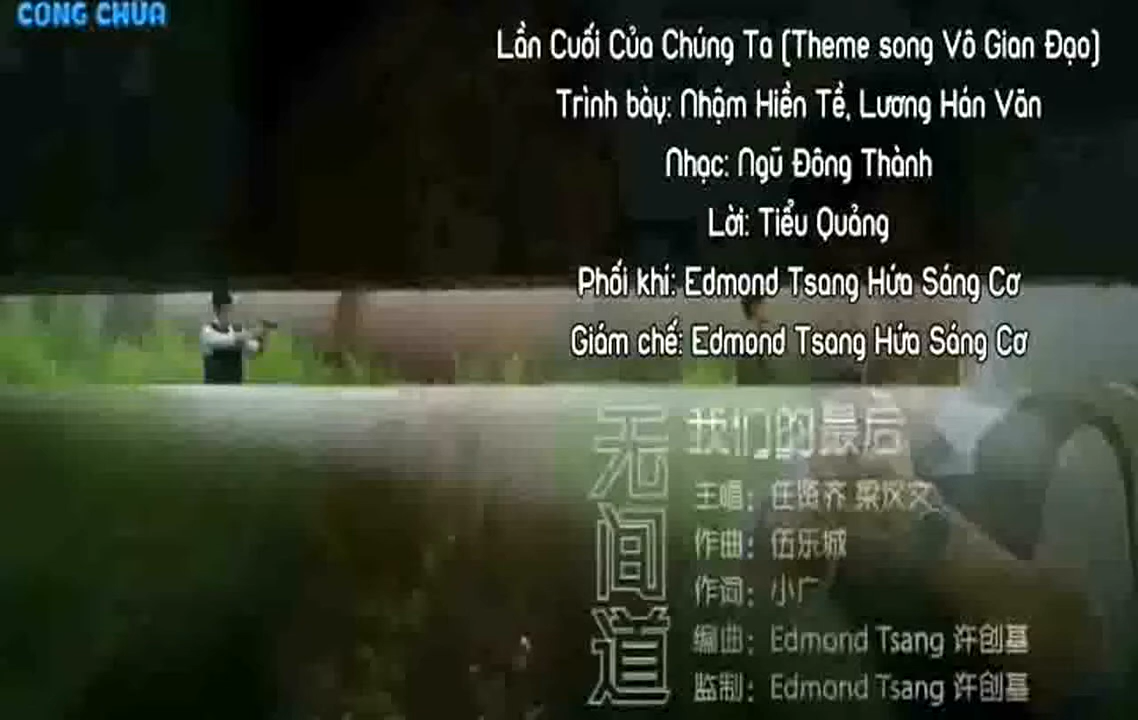 CONG CHUA
Lần Cuối Của Chúng Ta (Theme song Vô Gian Đạo)
Trình bày: Nhậm Hiền Tề, Lương Hán Văn
Nhạc: Ngũ Đông Thành
Lời: Tiểu Quảng
Phối khí: Edmond Tsang Hứa Sáng Cơ
Giám chế: Edmond Tsang Hứa Sáng Cơ
无间道
我们的最后
主唱：任贤齐 梁汉文
作曲：伍乐城
作词：小广
编曲：Edmond Tsang 许创基
监制：Edmond Tsang 许创基